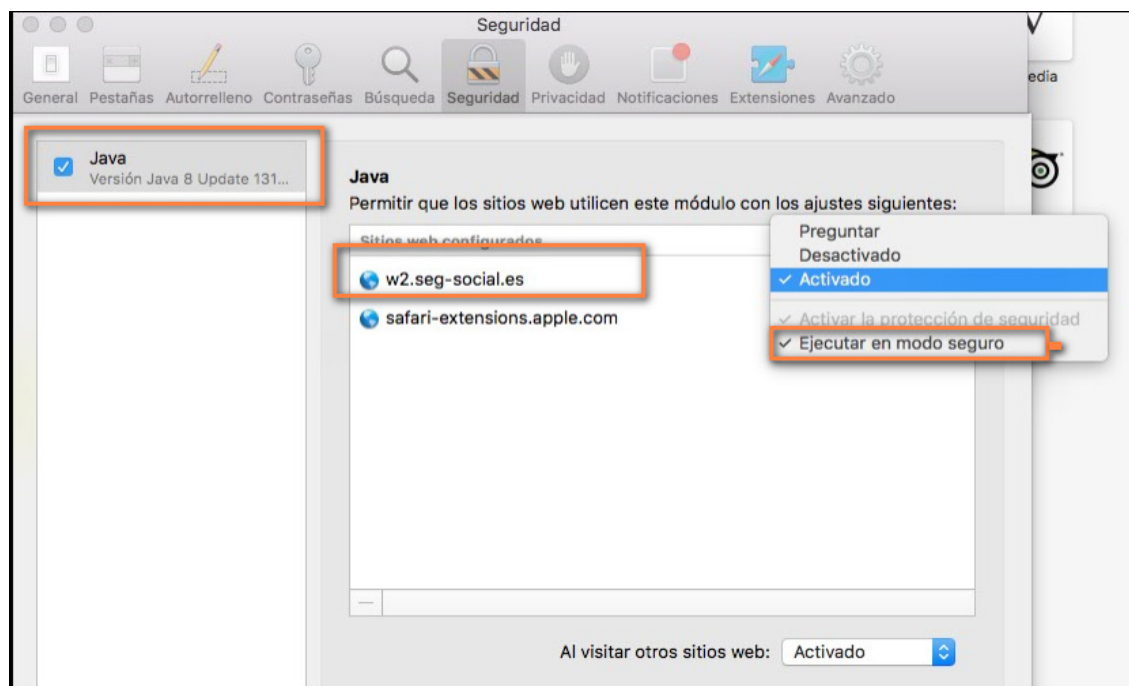 Seguridad
General Pestañas Autorrelleno Contraseñas Búsqueda Seguridad Privacidad Notificaciones Extensiones Avanzado
edia
Java
Versión Java 8 Update 131...
Java
Permitir que los sitios web utilicen este módulo con los ajustes siguientes:
Sitios web configurados
w2.seg-social.es
safari-extensions.apple.com
Preguntar
Desactivado
Activado
Activar la protección de seguridad
Ejecutar en modo seguro
Al visitar otros sitios web: Activado